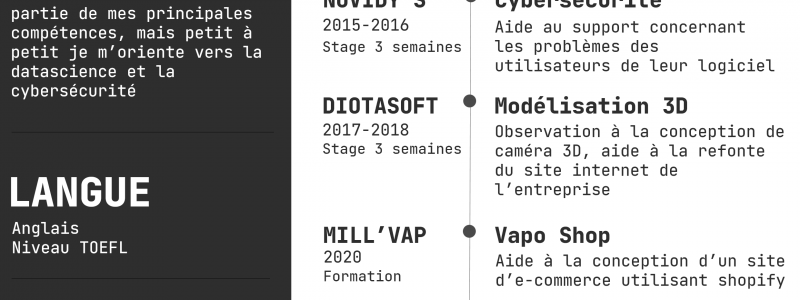 partie de mes principales
compétences, mais petit à
petit je m’oriente vers la
datascience et la
cybersécurité
LANGUE
Anglais
Niveau TOEFL
NOVIDY'S
2015-2016
Stage 3 semaines
Cybersécurité
Aide au support concernant
les problèmes des
utilisateurs de leur logiciel
DIOTASOFT
2017-2018
Stage 3 semaines
Modélisation 3D
Observation à la conception de
caméra 3D, aide à la refonte
du site internet de
l’entreprise
MILL’VAP
2020
Formation
Vapo Shop
Aide à la conception d’un site
d’e-commerce utilisant shopify